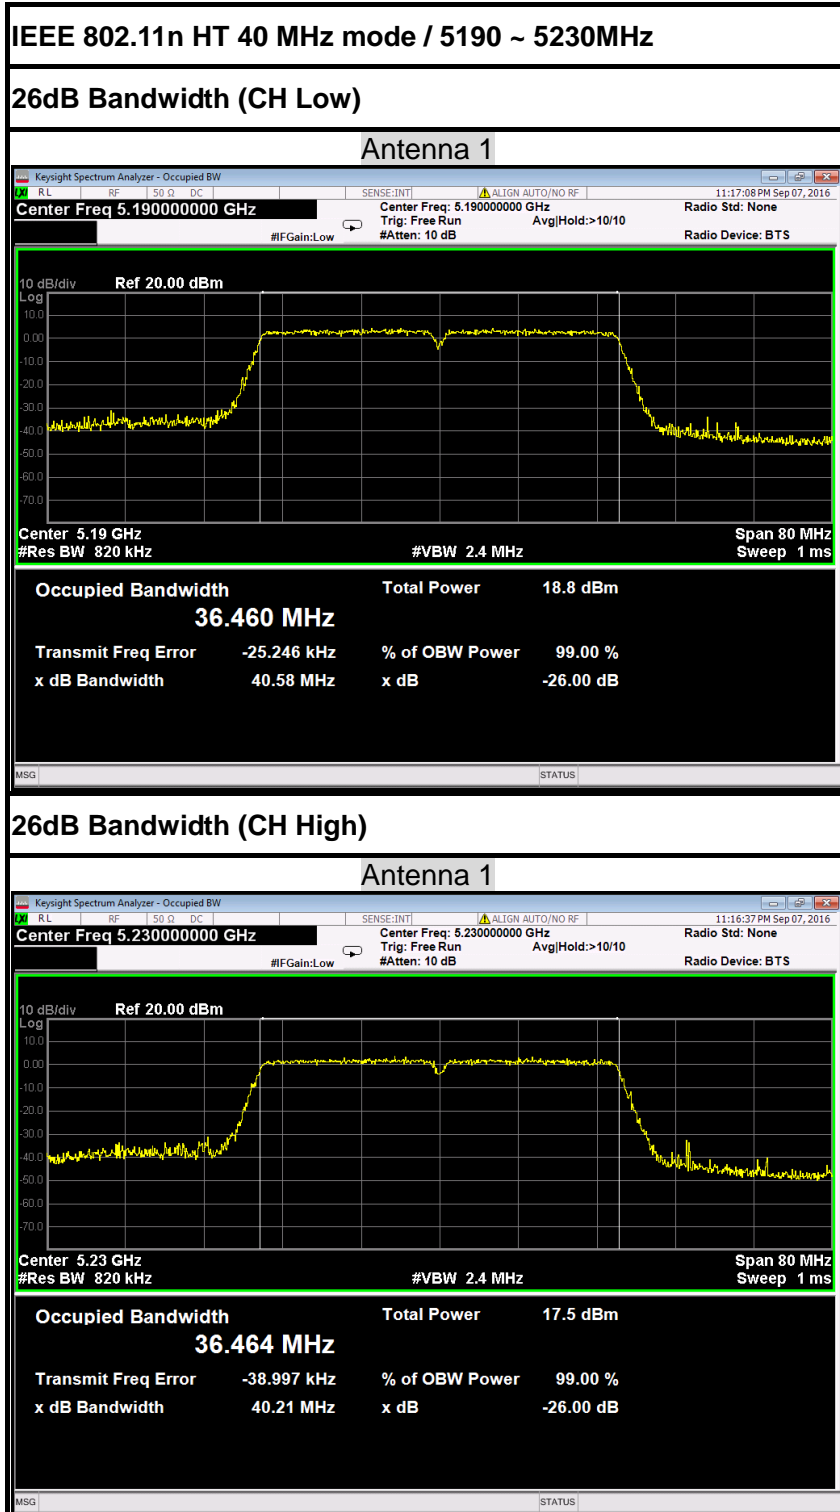 IEEE 802.11n HT 40 MHz mode / 5190 ~ 5230MHz
26dB Bandwidth (CH Low)
Antenna 1
Keysight Spectrum Analyzer - Occupied BW
LXI RL RF 50 Ω DC SENSE:INT ALIGN AUTO/NO RF 11:17:08 PM Sep 07, 2016
Center Freq 5.190000000 GHz Center Freq: 5.190000000 GHz Radio Std: None
Trig: Free Run Avg|Hold:>10/10
#IFGain:Low #Atten: 10 dB Radio Device: BTS
10 dB/div Ref 20.00 dBm
Log
10.0
0.00
-10.0
-20.0
-30.0
-40.0
-50.0
-60.0
-70.0
Center 5.19 GHz Span 80 MHz
#Res BW 820 kHz #VBW 2.4 MHz Sweep 1 ms
Occupied Bandwidth Total Power 18.8 dBm
36.460 MHz
Transmit Freq Error -25.246 kHz % of OBW Power 99.00 %
x dB Bandwidth 40.58 MHz x dB -26.00 dB
MSG STATUS
26dB Bandwidth (CH High)
Antenna 1
Keysight Spectrum Analyzer - Occupied BW
LXI RL RF 50 Ω DC SENSE:INT ALIGN AUTO/NO RF 11:16:37 PM Sep 07, 2016
Center Freq 5.230000000 GHz Center Freq: 5.230000000 GHz Radio Std: None
Trig: Free Run Avg|Hold:>10/10
#IFGain:Low #Atten: 10 dB Radio Device: BTS
10 dB/div Ref 20.00 dBm
Log
10.0
0.00
-10.0
-20.0
-30.0
-40.0
-50.0
-60.0
-70.0
Center 5.23 GHz Span 80 MHz
#Res BW 820 kHz #VBW 2.4 MHz Sweep 1 ms
Occupied Bandwidth Total Power 17.5 dBm
36.464 MHz
Transmit Freq Error -38.997 kHz % of OBW Power 99.00 %
x dB Bandwidth 40.21 MHz x dB -26.00 dB
MSG STATUS